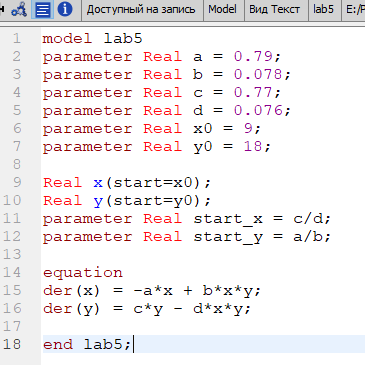 Доступный на запись Model Вид Текст lab5 E:/P
1 model lab5
2 parameter Real a = 0.79;
3 parameter Real b = 0.078;
4 parameter Real c = 0.77;
5 parameter Real d = 0.076;
6 parameter Real x0 = 9;
7 parameter Real y0 = 18;
8
9 Real x(start=x0);
10 Real y(start=y0);
11 parameter Real start_x = c/d;
12 parameter Real start_y = a/b;
13
14 equation
15 der(x) = -a*x + b*x*y;
16 der(y) = c*y - d*x*y;
17
18 end lab5;